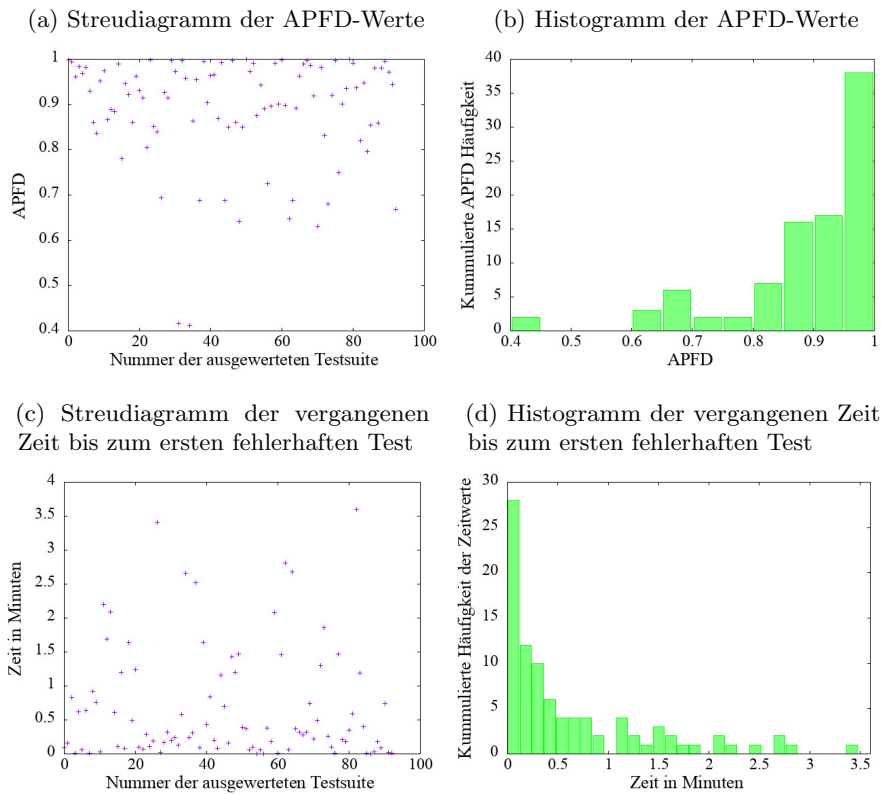 (a) Streudiagramm der APFD-Werte
1
0.9
0.8
0.7
0.6
0.5
0.4
APFD
0 20 40 60 80 100
Nummer der ausgewerteten Testsuite
(b) Histogramm der APFD-Werte
40
35
30
25
20
15
10
5
0
Kummulierte APFD Häufigkeit
0.4 0.5 0.6 0.7 0.8 0.9 1
APFD
(c) Streudiagramm der vergangenen
Zeit bis zum ersten fehlerhaften Test
4
3.5
3
2.5
2
1.5
1
0.5
0
Zeit in Minuten
0 20 40 60 80 100
Nummer der ausgewerteten Testsuite
(d) Histogramm der vergangenen Zeit
bis zum ersten fehlerhaften Test
30
25
20
15
10
5
0
Kummulierte Häufigkeit der Zeitwerte
0 0.5 1 1.5 2 2.5 3 3.5
Zeit in Minuten